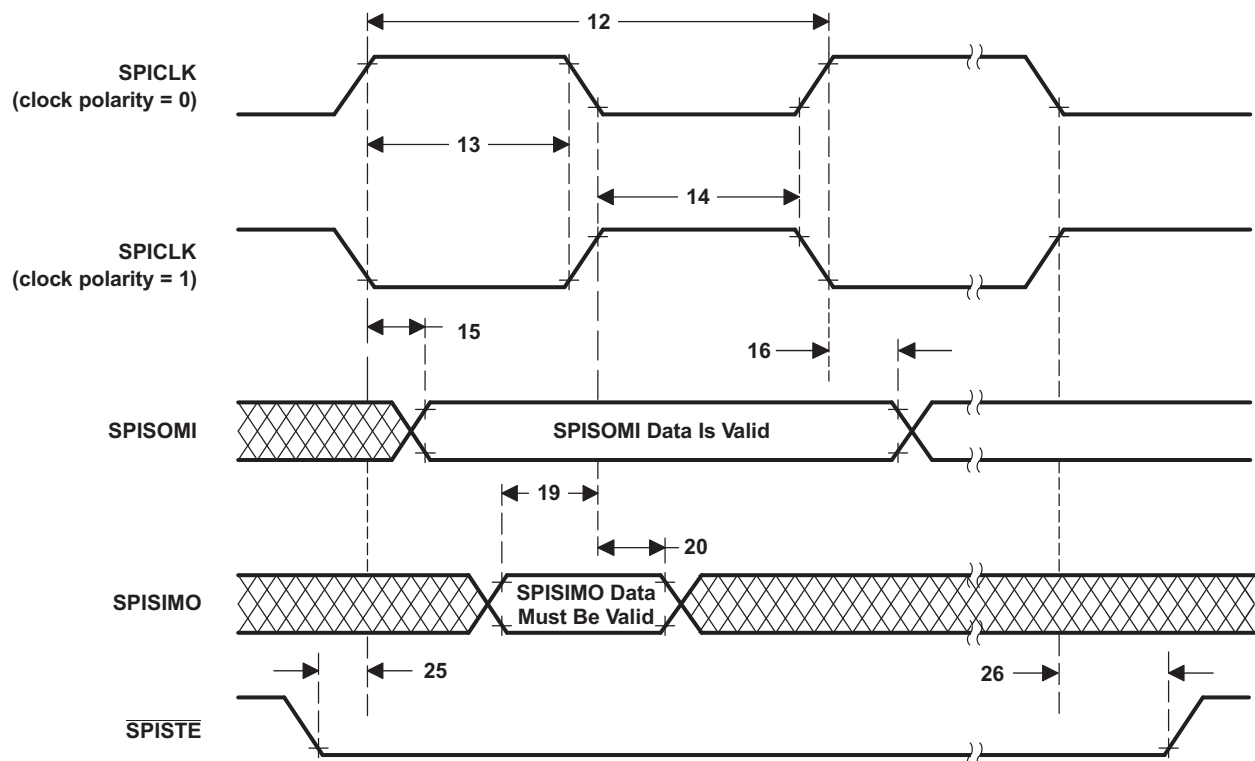 12
SPICLK
(clock polarity = 0)
13
14
SPICLK
(clock polarity = 1)
15
16
SPISOMI
SPISOMI Data Is Valid
19
20
SPISIMO
SPISIMO Data
Must Be Valid
25
26
SPISTE